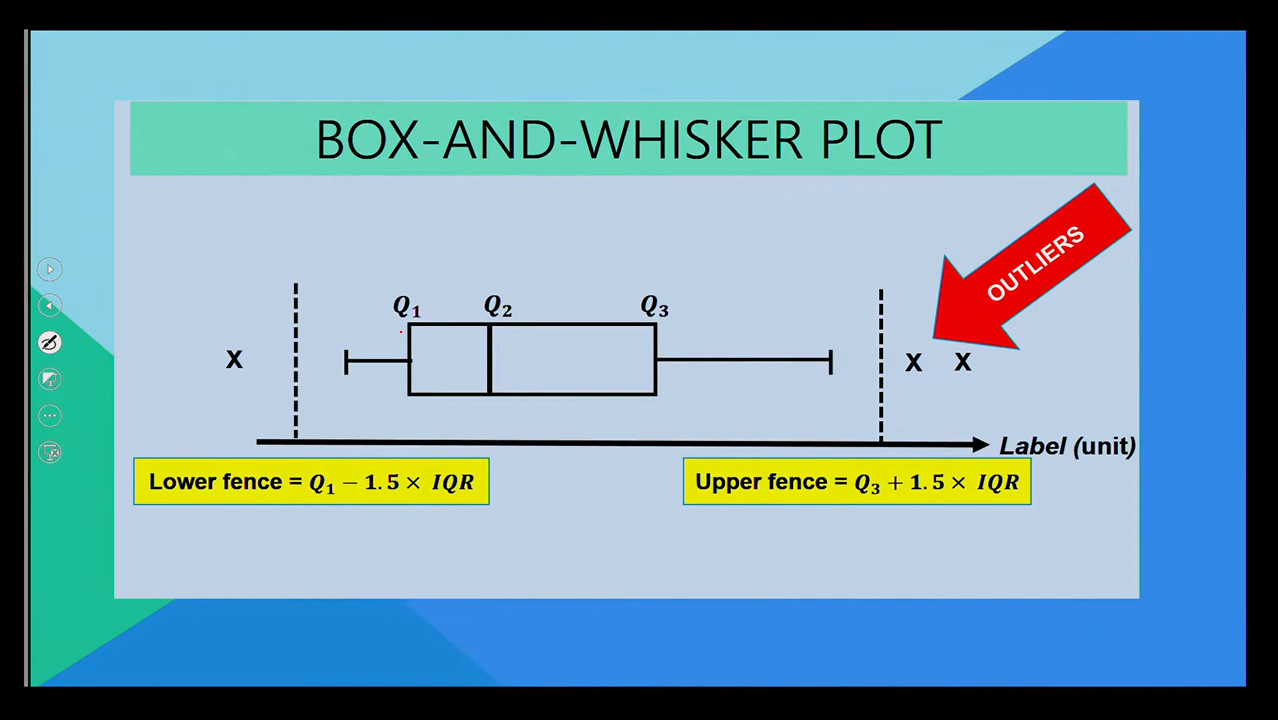 BOX-AND-WHISKER PLOT
OUTLIERS
Q₁ Q₂ Q₃
X X X
Label (unit)
Lower fence = Q₁ − 1.5 × IQR
Upper fence = Q₃ + 1.5 × IQR